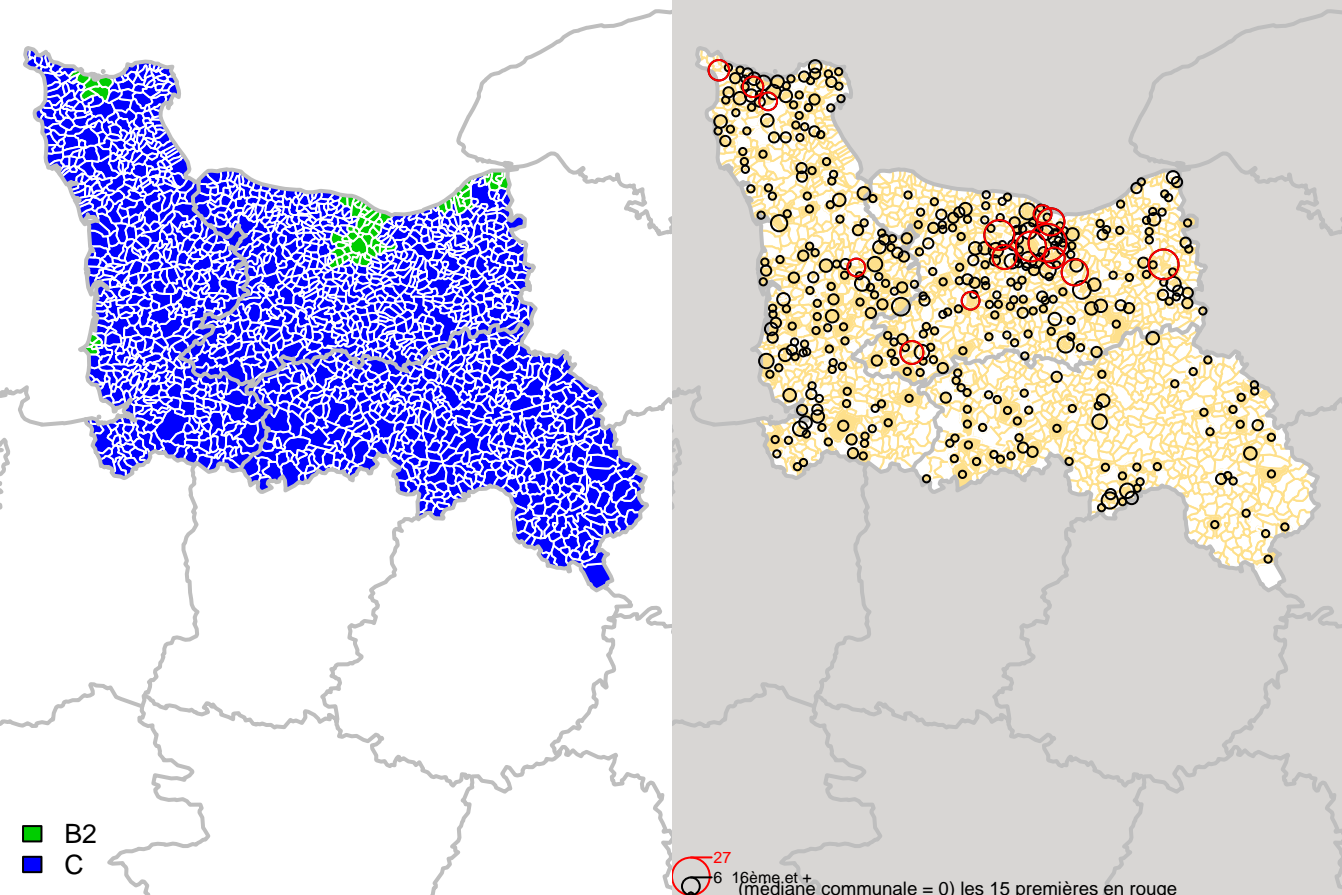 B2
C
27
6 16ème et +
(médiane communale = 0) les 15 premières en rouge